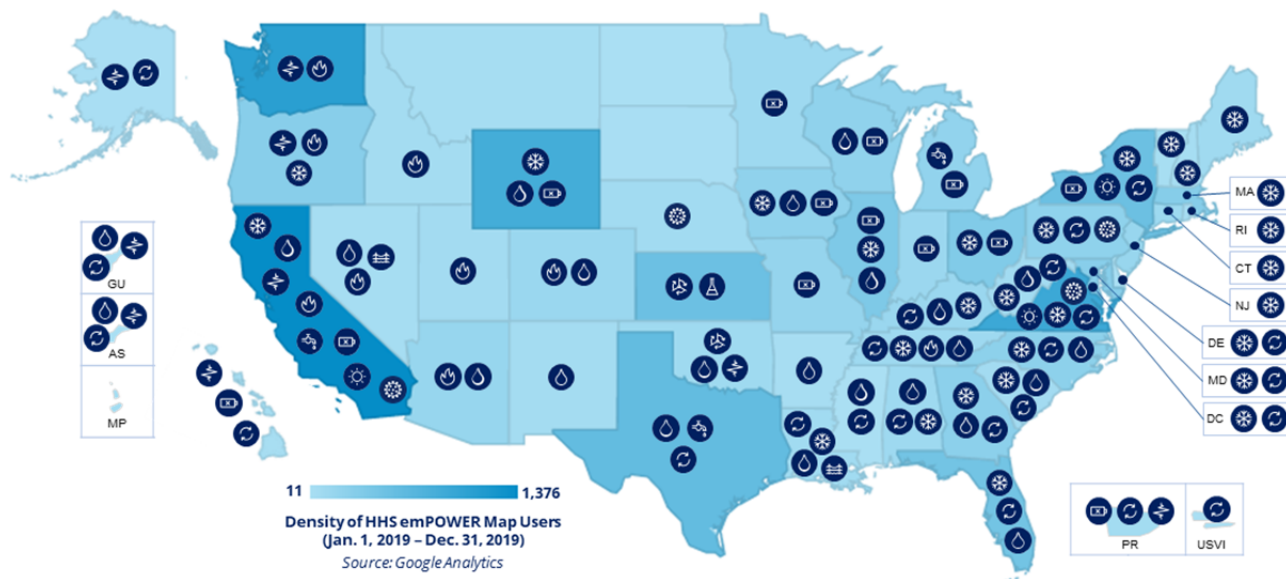 MA
RI
CT
NJ
DE
MD
DC
GU
AS
MP
11 1,376
Density of HHS emPOWER Map Users
(Jan. 1, 2019 – Dec. 31, 2019)
Source: Google Analytics
PR USVI